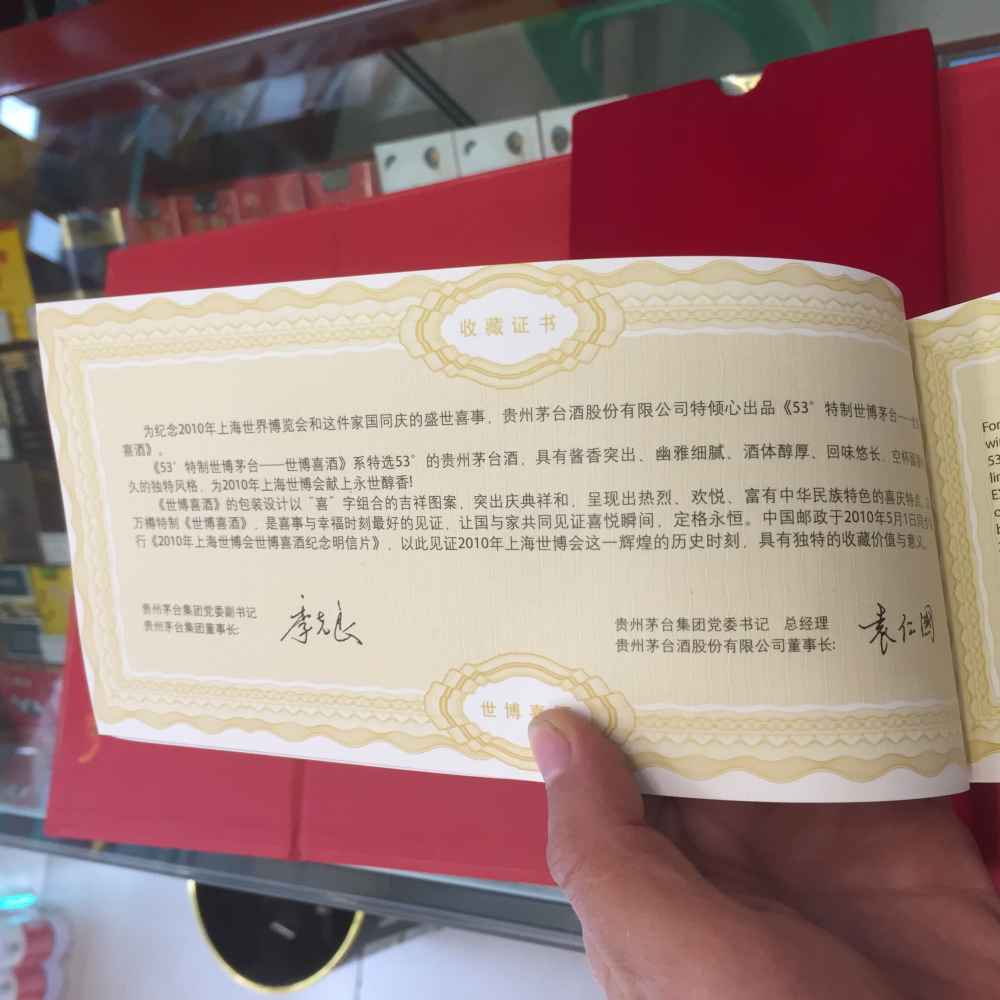 收藏证书
为纪念2010年上海世界博览会和这件家国同庆的盛世喜事，贵州茅台酒股份有限公司特倾心出品《53°特制世博茅台——
喜酒》。
《53°特制世博茅台——世博喜酒》系特选53°的贵州茅台酒，具有酱香突出、幽雅细腻、酒体醇厚、回味悠长、空杯留香
久的独特风格，为2010年上海世博会献上永世醇香!
《世博喜酒》的包装设计以“喜”字组合的吉祥图案，突出庆典祥和，呈现出热烈、欢悦、富有中华民族特色的喜庆特点。
万樽特制《世博喜酒》，是喜事与幸福时刻最好的见证，让国与家共同见证喜悦瞬间，定格永恒。中国邮政于2010年5月1日
行《2010年上海世博会世博喜酒纪念明信片》，以此见证2010年上海世博会这一辉煌的历史时刻，具有独特的收藏价值与意义。
贵州茅台集团党委副书记
贵州茅台集团董事长:
季克良
贵州茅台集团党委书记 总经理
贵州茅台酒股份有限公司董事长:
袁仁国
世博喜
For
wi
53
lin
E